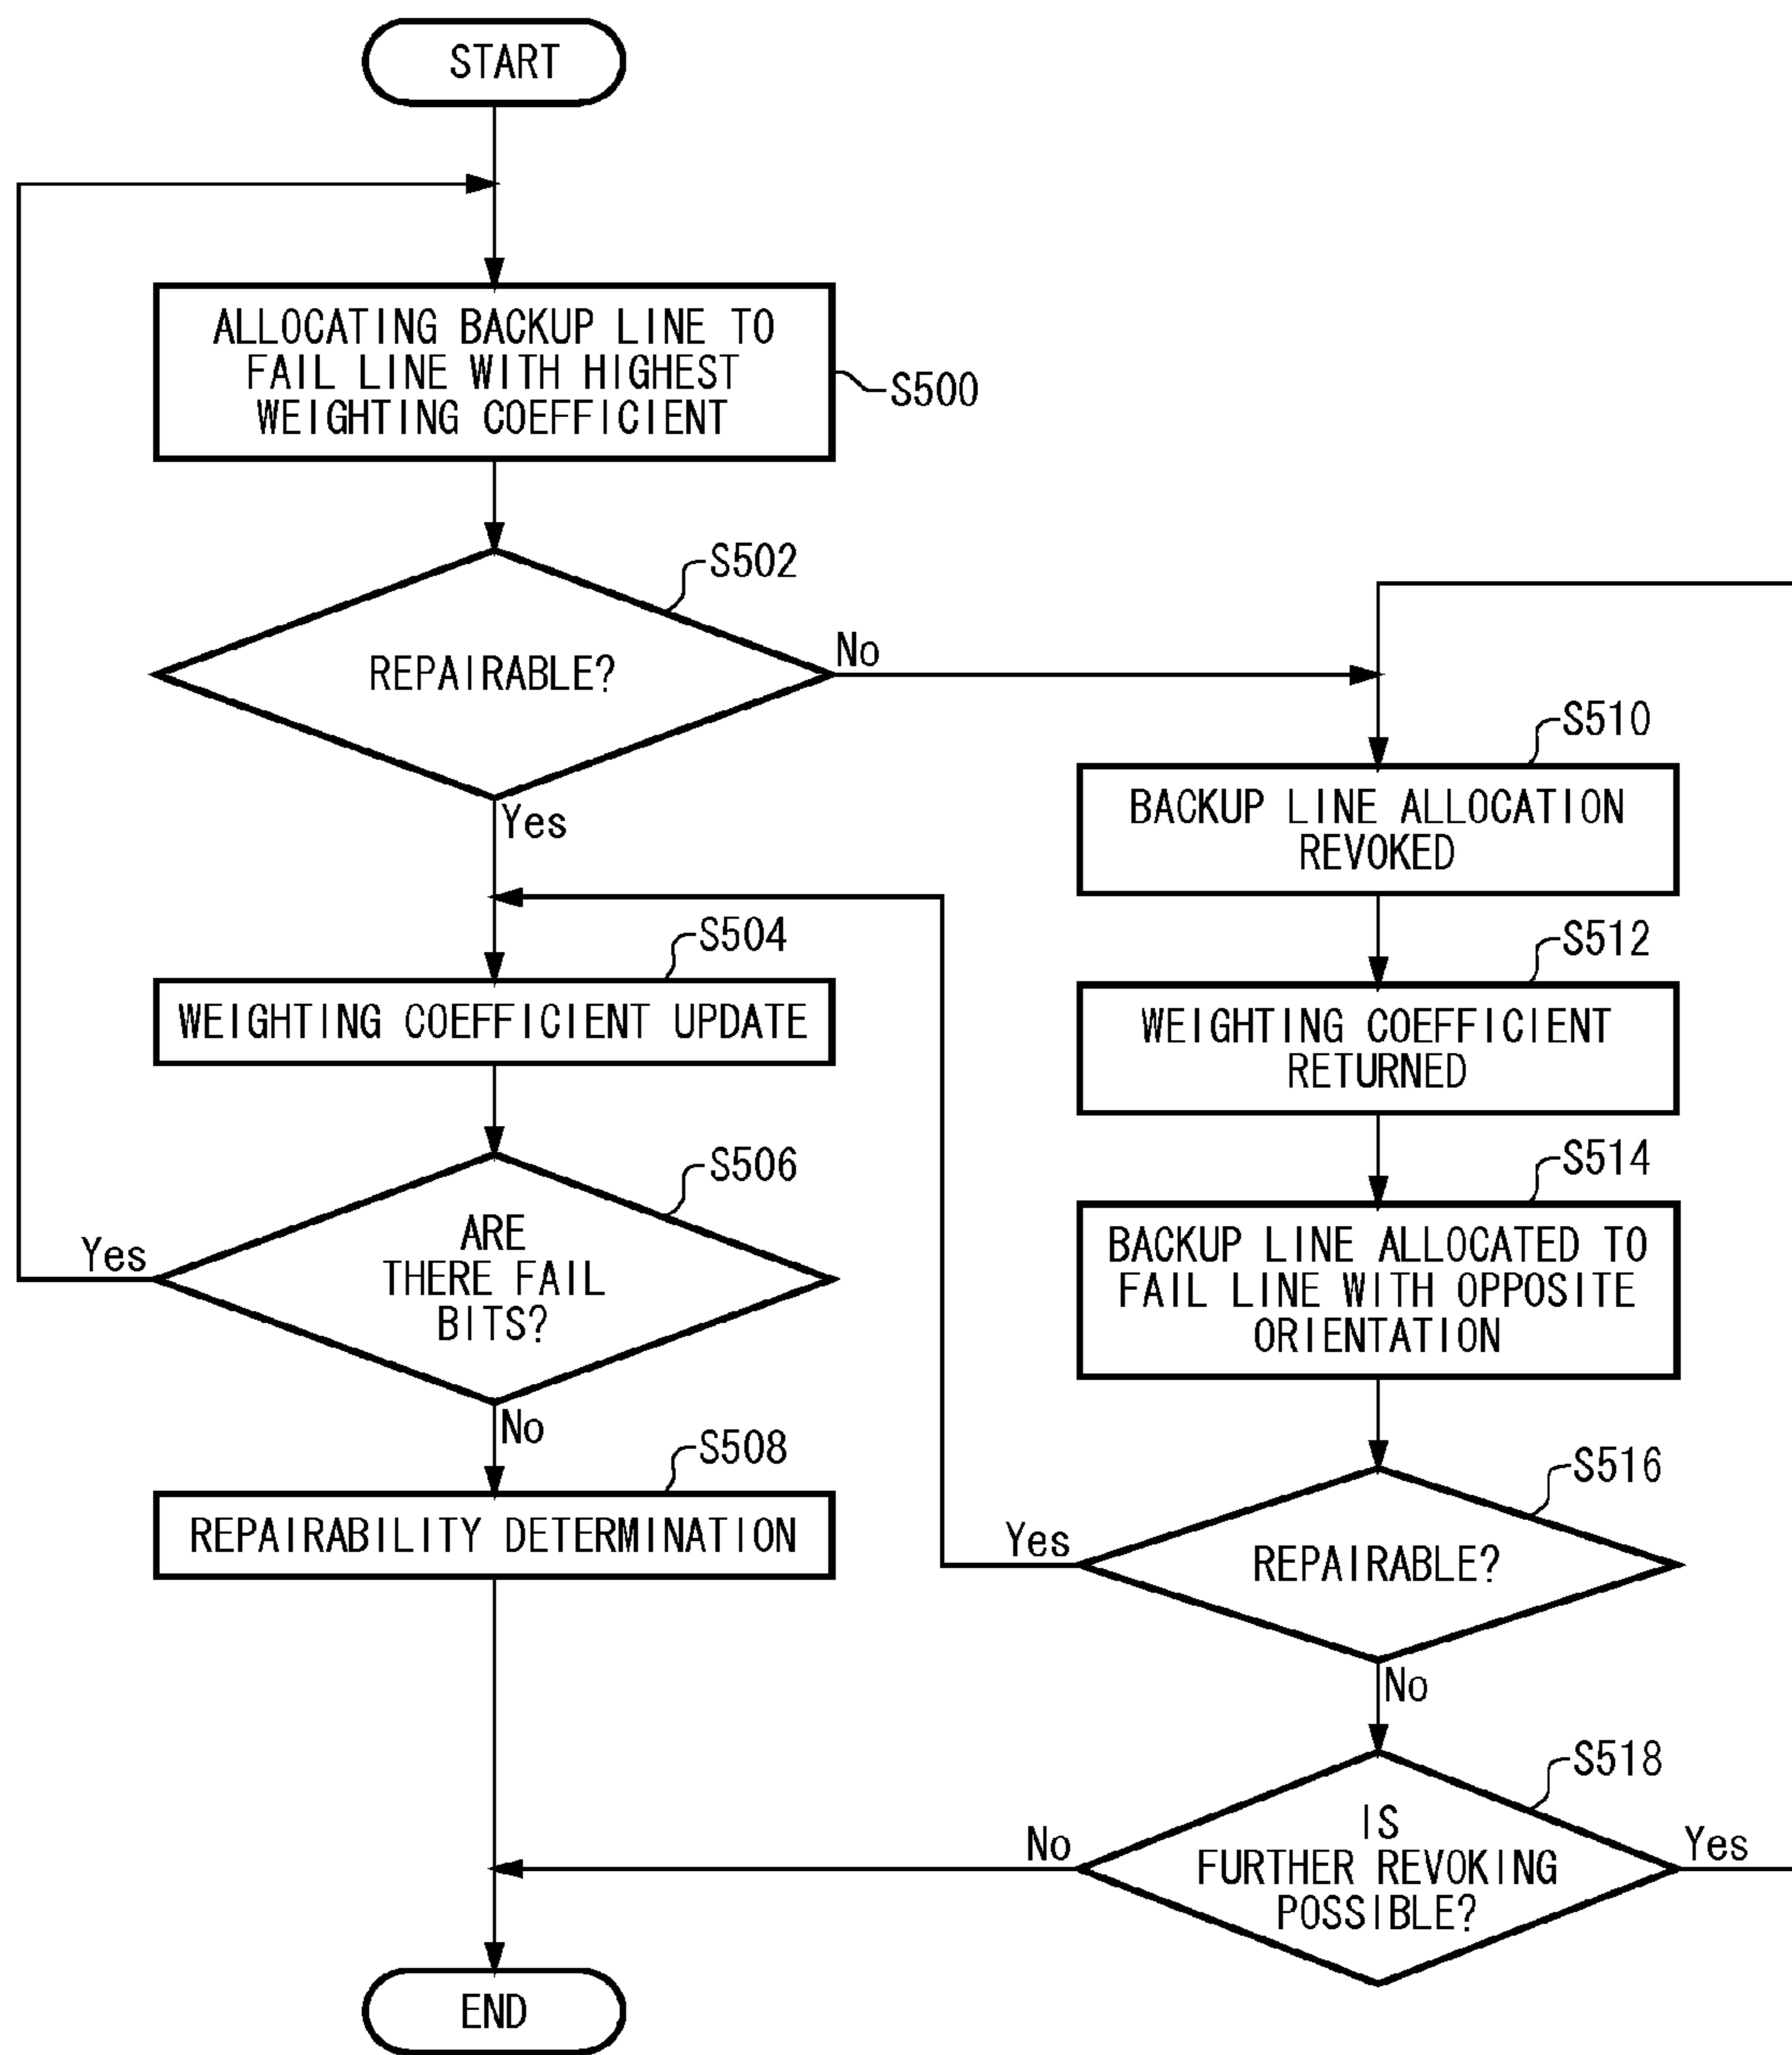 START
ALLOCATING BACKUP LINE TO
FAIL LINE WITH HIGHEST
WEIGHTING COEFFICIENT
S500
S502
REPAIRABLE?
No
Yes
S504
WEIGHTING COEFFICIENT UPDATE
S506
ARE
THERE FAIL
BITS?
Yes
No
S508
REPAIRABILITY DETERMINATION
S510
BACKUP LINE ALLOCATION
REVOKED
S512
WEIGHTING COEFFICIENT
RETURNED
S514
BACKUP LINE ALLOCATED TO
FAIL LINE WITH OPPOSITE
ORIENTATION
S516
REPAIRABLE?
Yes
No
S518
IS
FURTHER REVOKING
POSSIBLE?
No
Yes
END